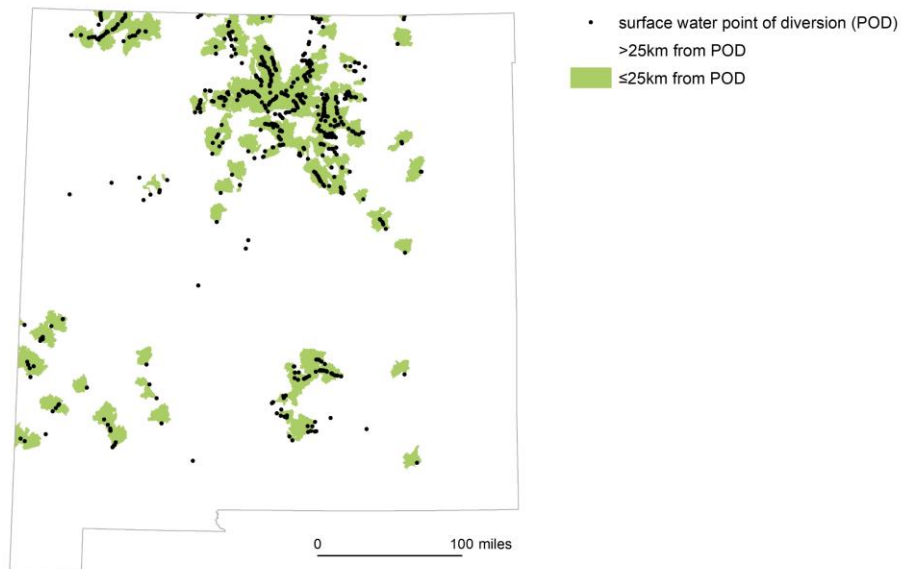 surface water point of diversion (POD)
>25km from POD
≤25km from POD
0 100 miles